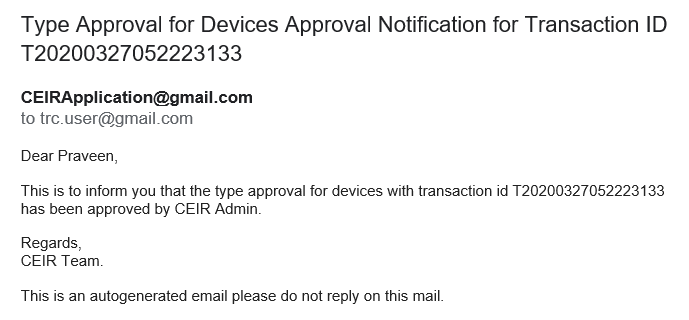 Type Approval for Devices Approval Notification for Transaction ID
T20200327052223133
CEIRApplication@gmail.com
to trc.user@gmail.com
Dear Praveen,
This is to inform you that the type approval for devices with transaction id T20200327052223133
has been approved by CEIR Admin.
Regards,
CEIR Team.
This is an autogenerated email please do not reply on this mail.